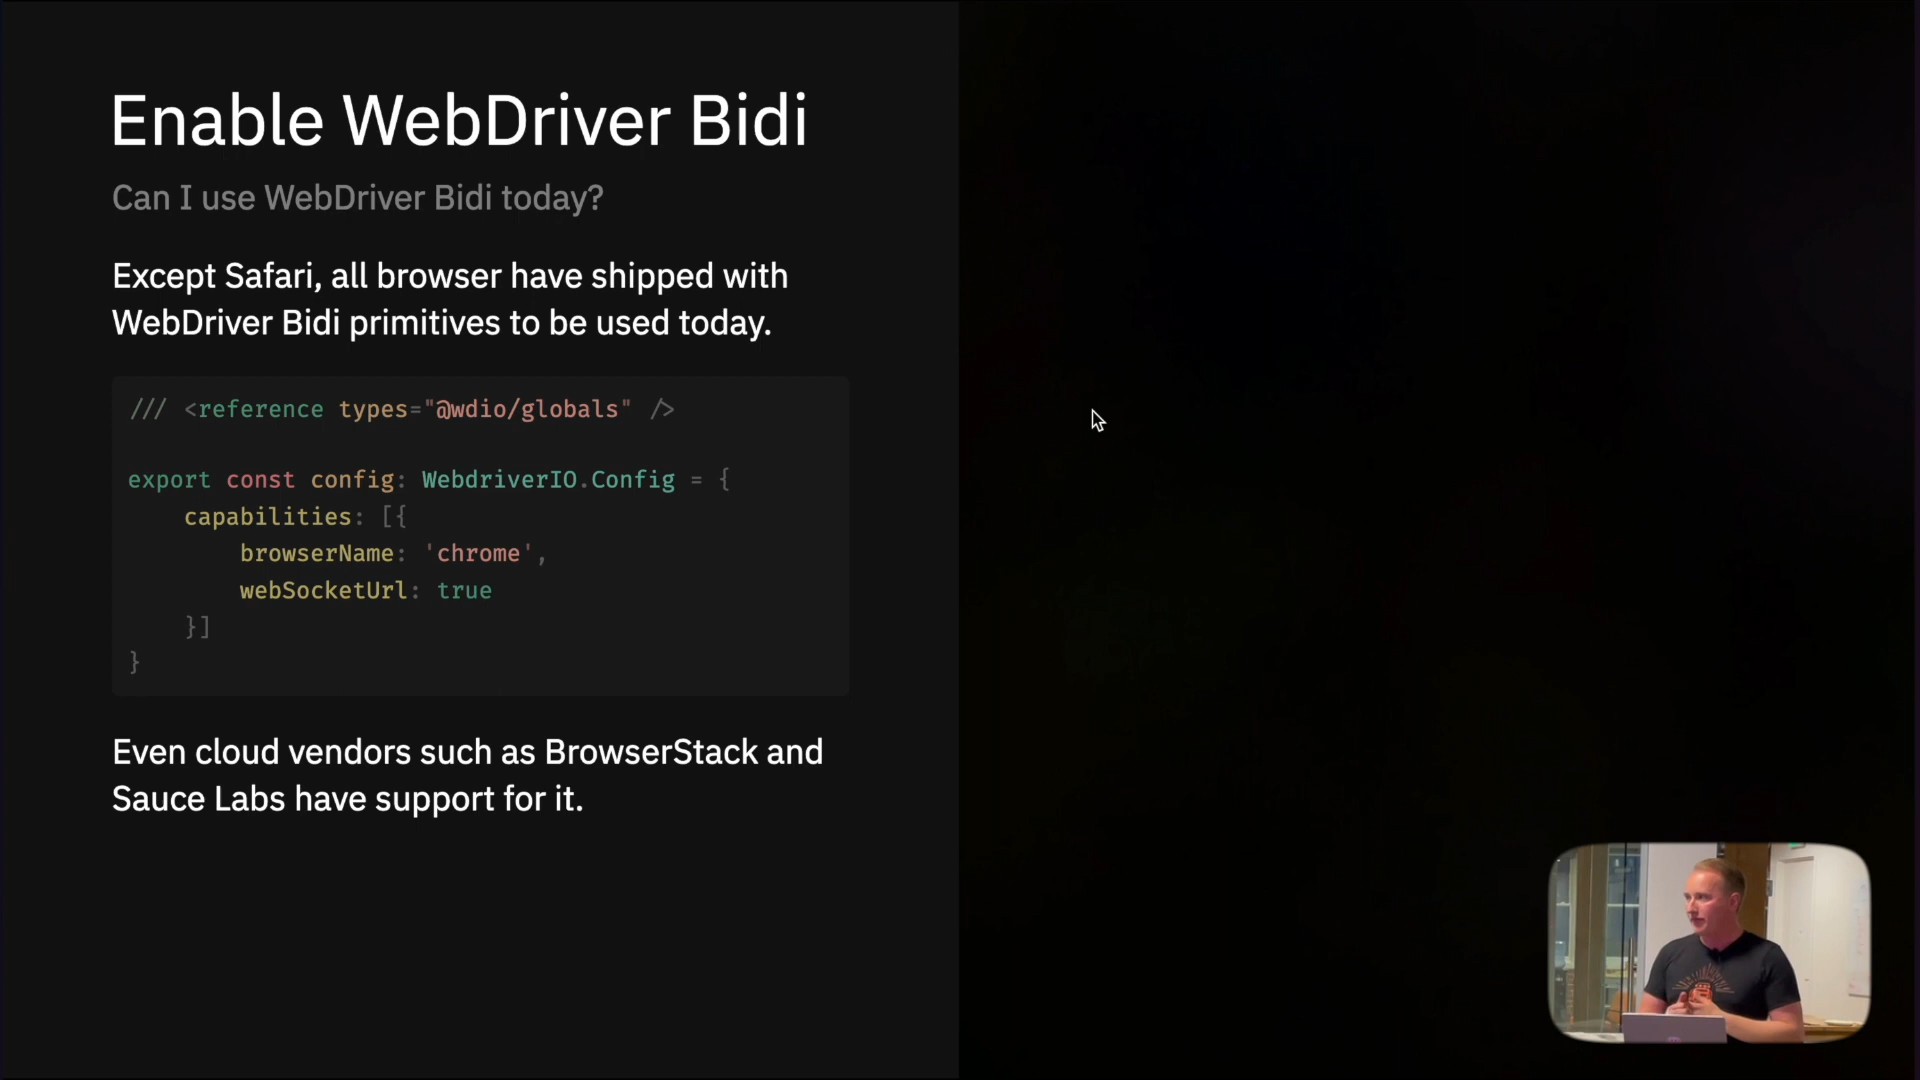 Enable WebDriver Bidi
Can I use WebDriver Bidi today?
Except Safari, all browser have shipped with
WebDriver Bidi primitives to be used today.
/// <reference types="@wdio/globals" />
export const config: WebdriverIO.Config = {
    capabilities: [{
        browserName: 'chrome',
        webSocketUrl: true
    }]
}
Even cloud vendors such as BrowserStack and
Sauce Labs have support for it.